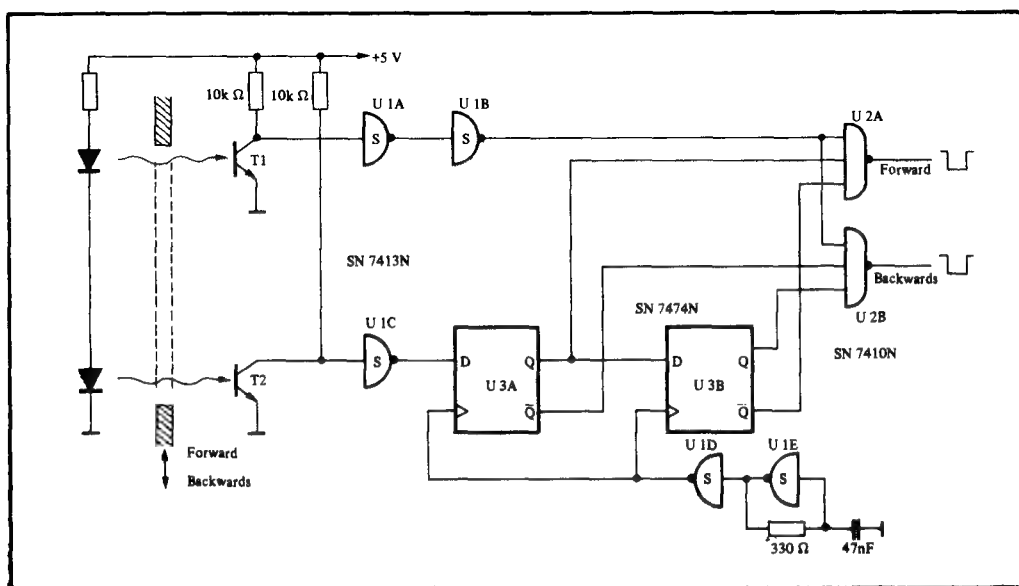 +5 V
10k Ω 10k Ω
U 1A U 1B U 2A
T1
Forward
SN 7413N
Backwards
SN 7474N
U 1C U 2B
D Q D Q
SN 7410N
U 3A U 3B
T2
Q Q
U 1D U 1E
Forward
Backwards
S S S S S
330 Ω 47nF